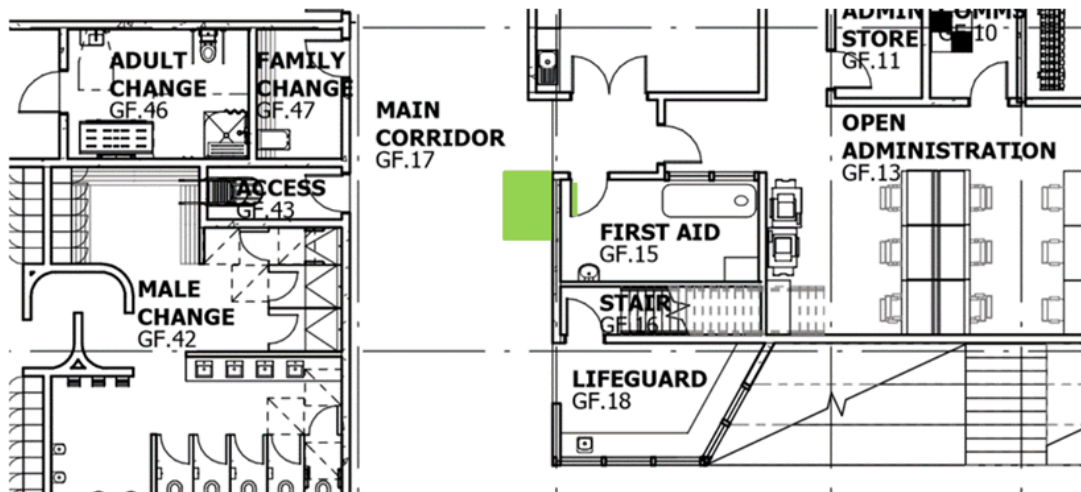 ADULT
CHANGE
GF.46
FAMILY
CHANGE
GF.47
MAIN
CORRIDOR
GF.17
ADMIN
STORE
GF.11
COMMS
GF.10
OPEN
ADMINISTRATION
GF.13
ACCESS
GF.43
FIRST AID
GF.15
MALE
CHANGE
GF.42
STAIR
GF.16
LIFEGUARD
GF.18